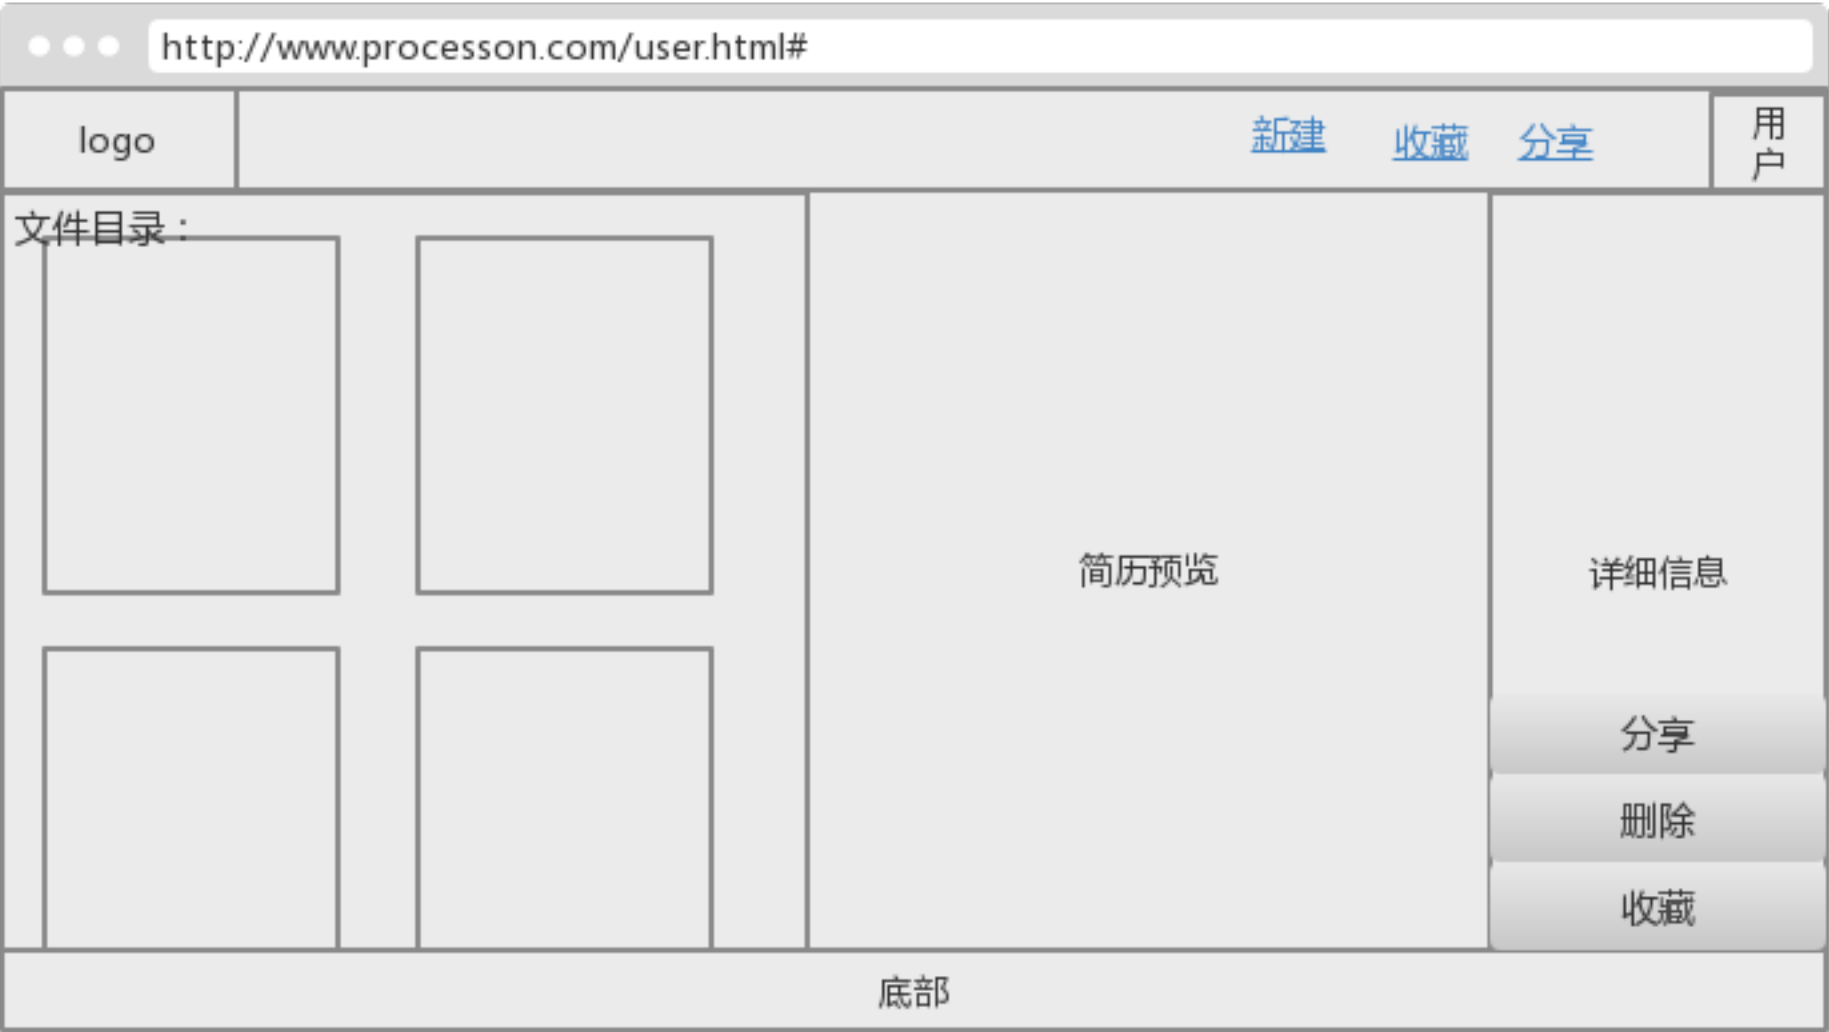 http://www.processon.com/user.html#
logo
新建
收藏
分享
用
户
文件目录：
简历预览
详细信息
分享
删除
收藏
底部